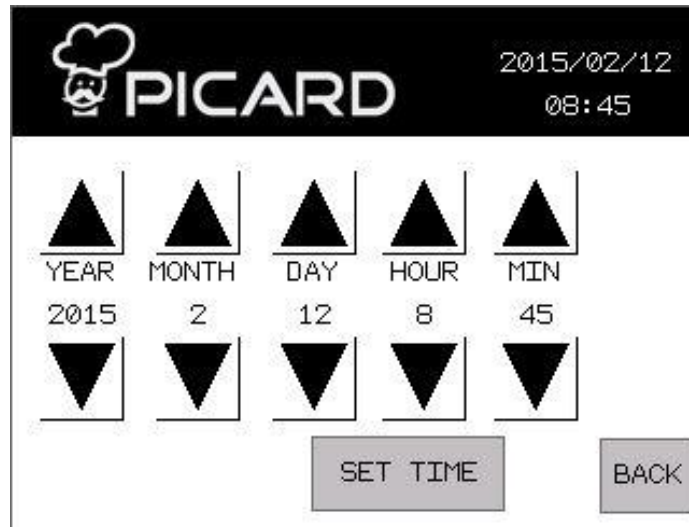 PICARD
2015/02/12
08:45
YEAR MONTH DAY HOUR MIN
2015 2 12 8 45
SET TIME
BACK